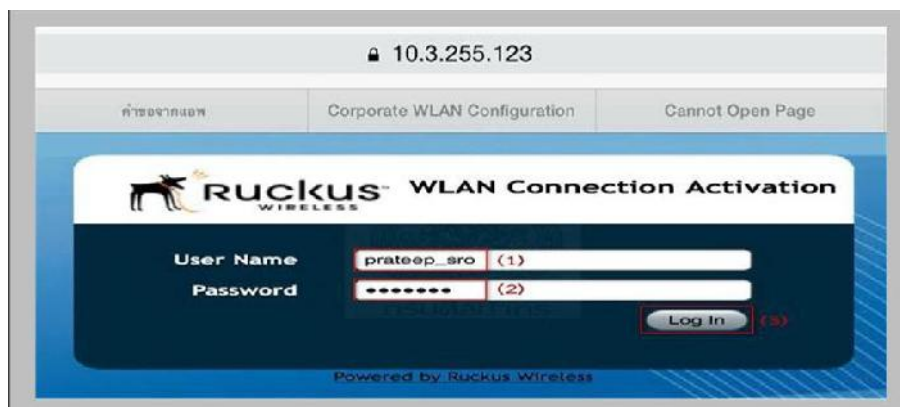 10.3.255.123
คำขอจากแอพ Corporate WLAN Configuration Cannot Open Page
Ruckus WIRELESS WLAN Connection Activation
User Name prateep_sro (1)
Password ••••••• (2)
Log In (3)
Powered by Ruckus Wireless